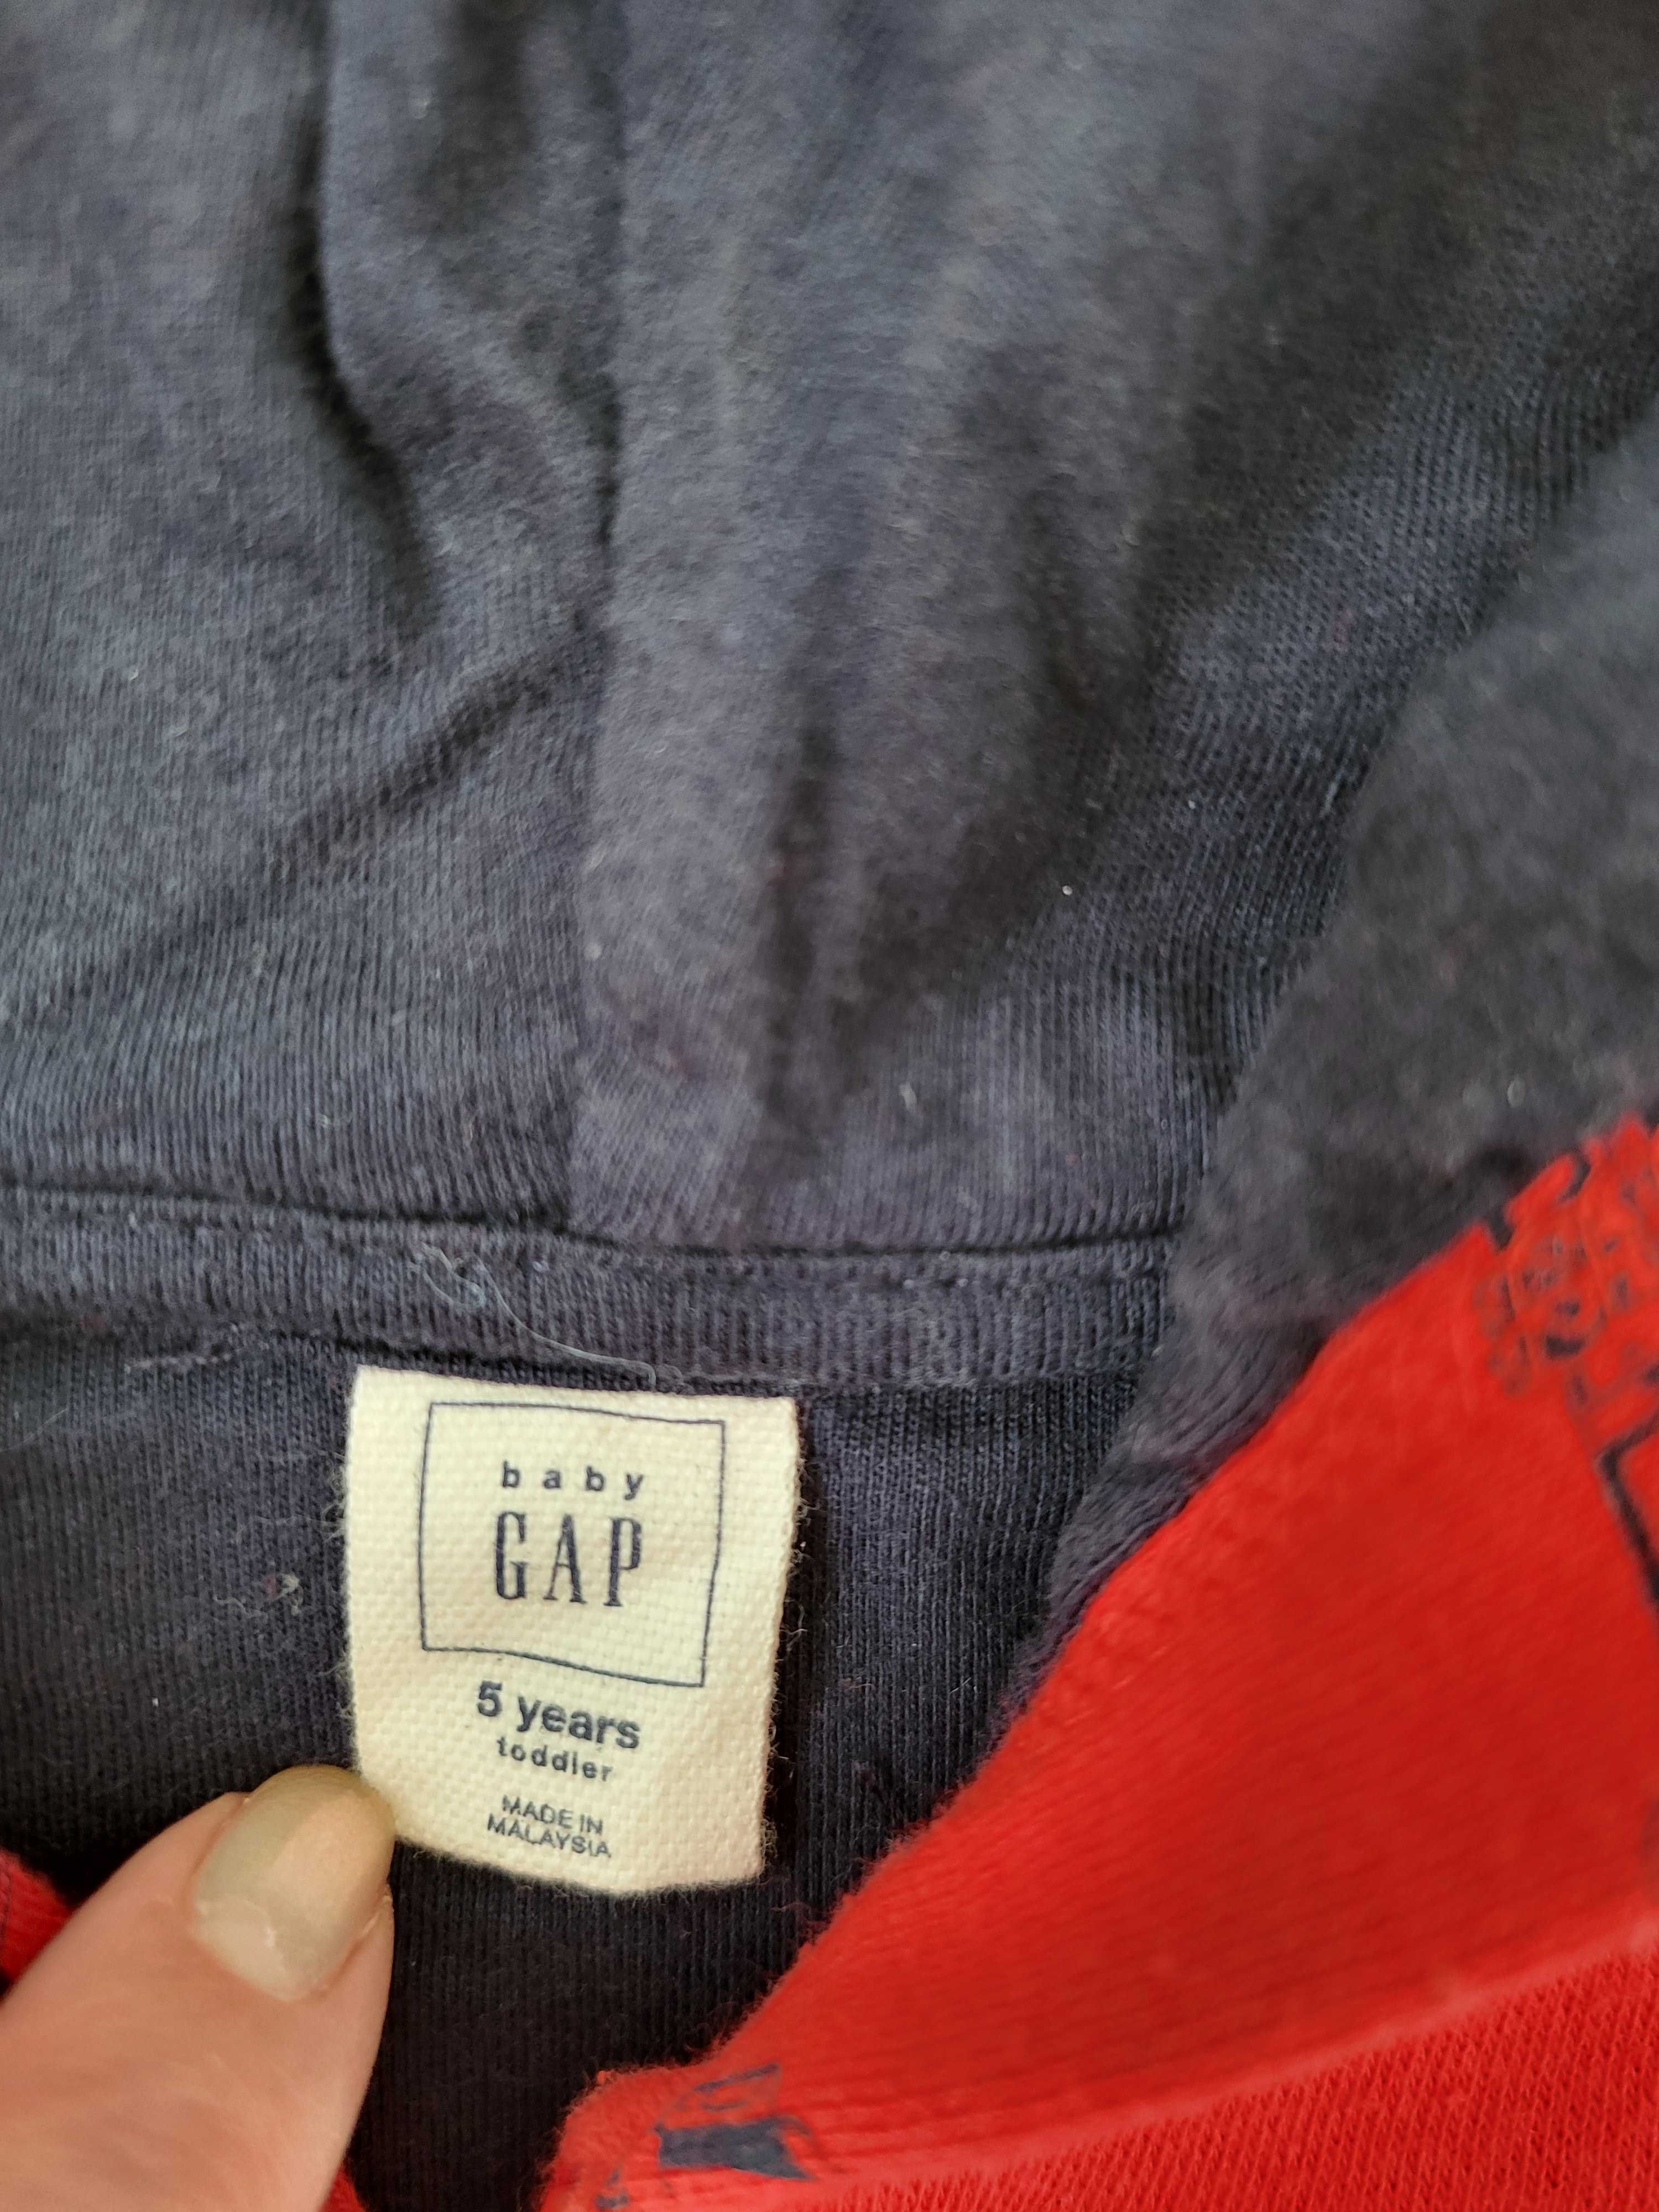 baby
GAP
5 years
toddler
MADE IN
MALAYSIA